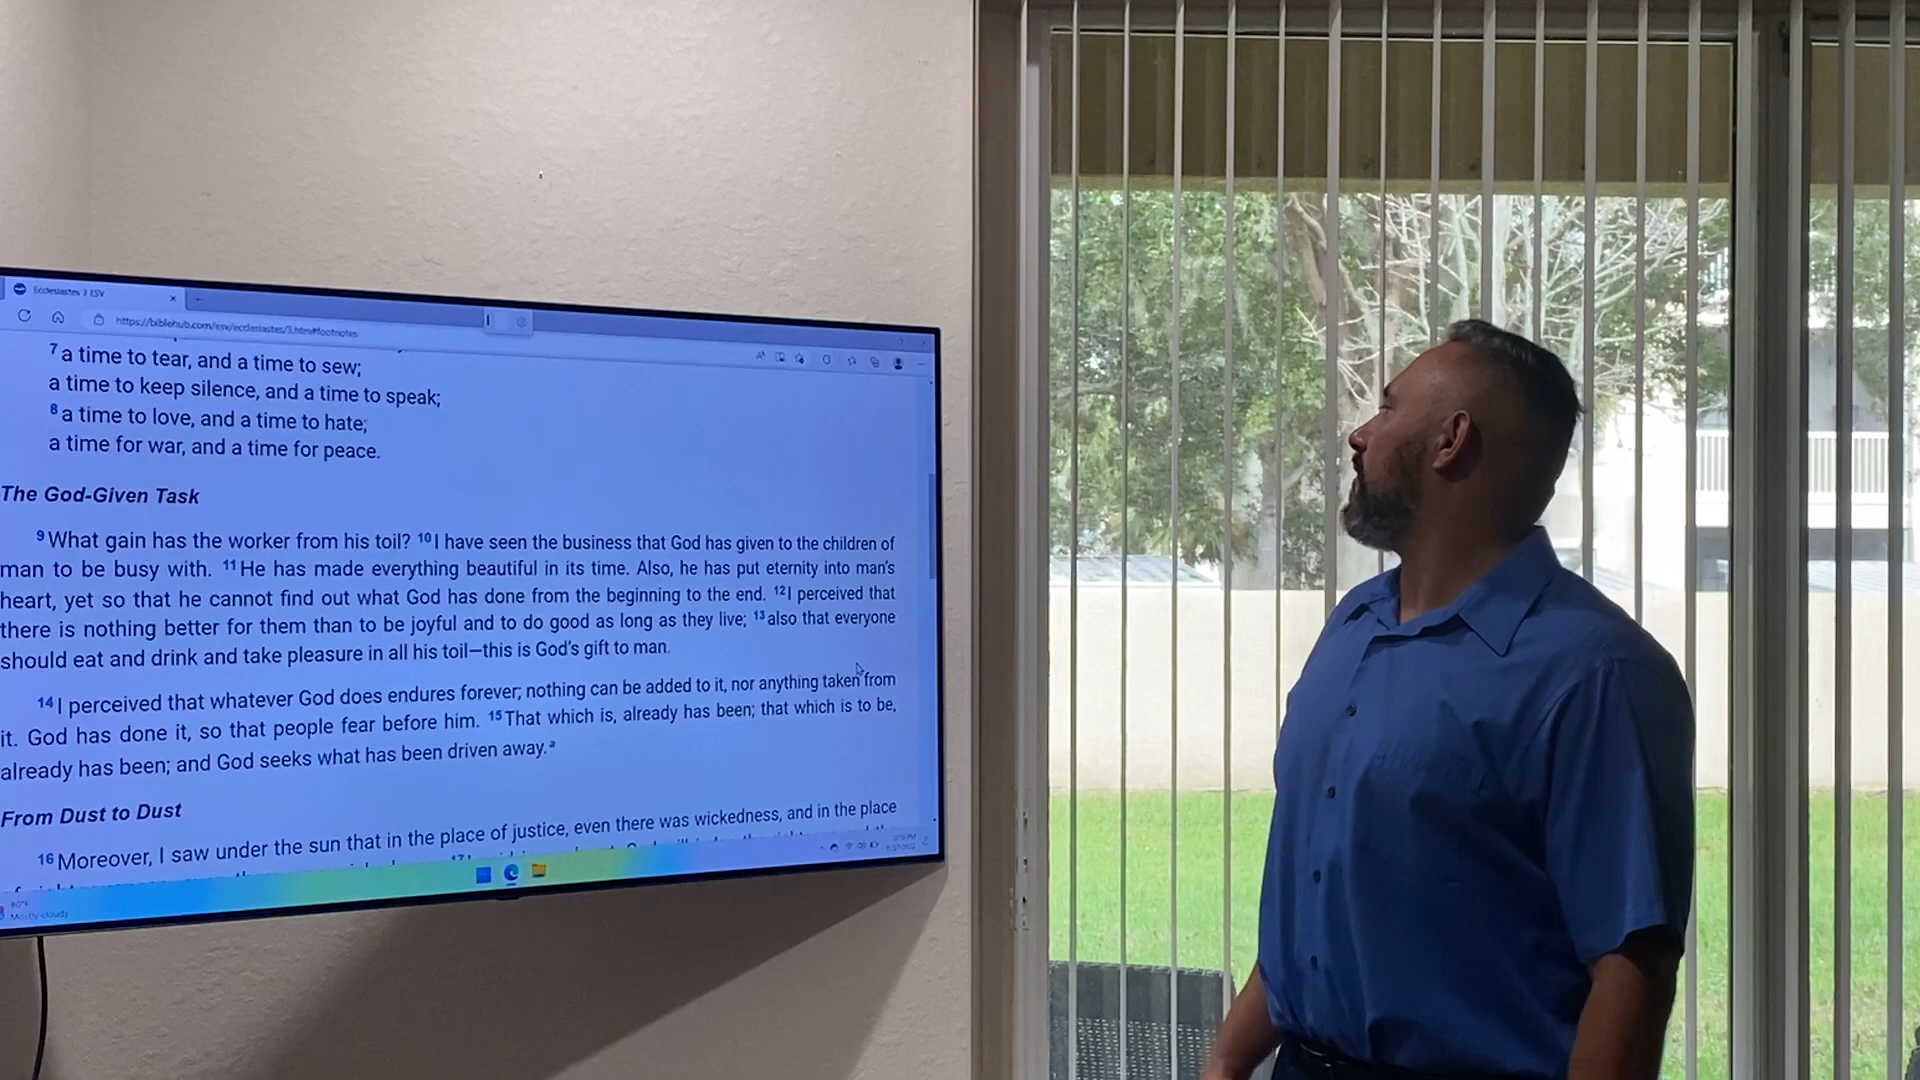 Ecclesiastes 3 ESV
https://biblehub.com/esv/ecclesiastes/3.htm#footnotes
7 a time to tear, and a time to sew;
a time to keep silence, and a time to speak;
8 a time to love, and a time to hate;
a time for war, and a time for peace.
The God-Given Task
9 What gain has the worker from his toil? 10 I have seen the business that God has given to the children of
man to be busy with. 11 He has made everything beautiful in its time. Also, he has put eternity into man's
heart, yet so that he cannot find out what God has done from the beginning to the end. 12 I perceived that
there is nothing better for them than to be joyful and to do good as long as they live; 13 also that everyone
should eat and drink and take pleasure in all his toil—this is God's gift to man.
14 I perceived that whatever God does endures forever; nothing can be added to it, nor anything taken from
it. God has done it, so that people fear before him. 15 That which is, already has been; that which is to be,
already has been; and God seeks what has been driven away.a
From Dust to Dust
16 Moreover, I saw under the sun that in the place of justice, even there was wickedness, and in the place
80°F
Mostly cloudy